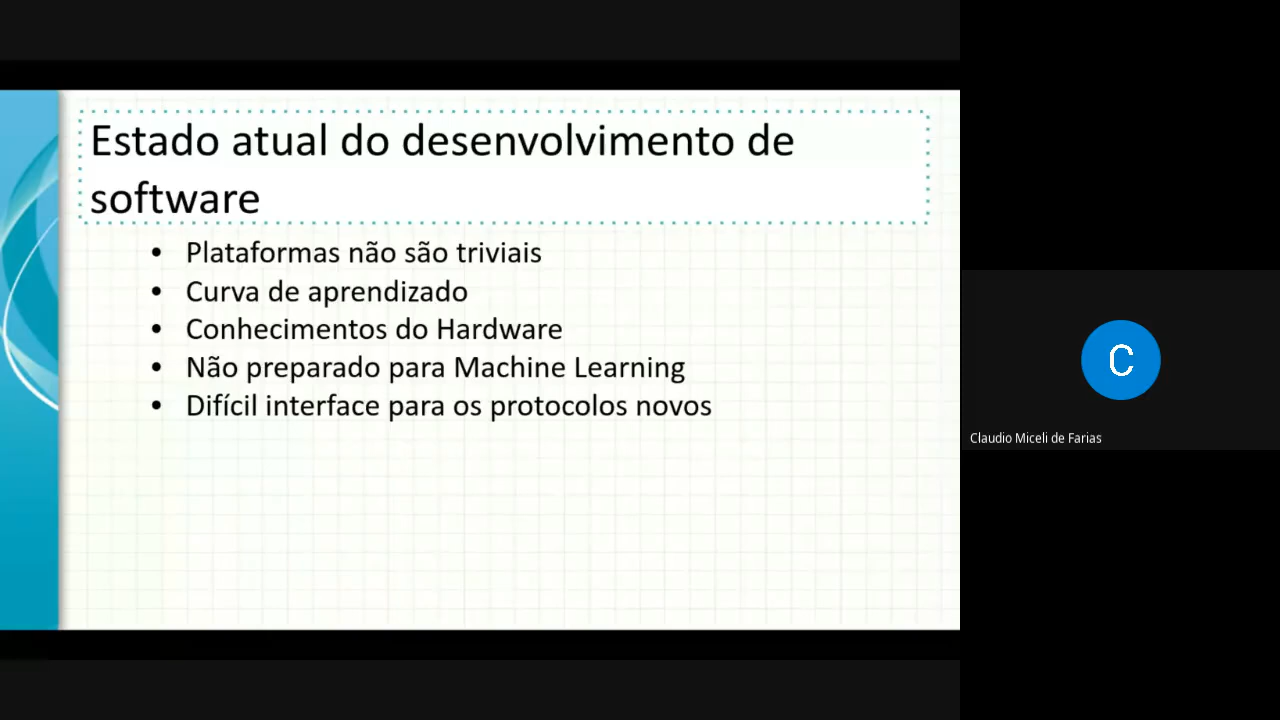 Estado atual do desenvolvimento de
software
• Plataformas não são triviais
• Curva de aprendizado
• Conhecimentos do Hardware
• Não preparado para Machine Learning
• Difícil interface para os protocolos novos
C
Claudio Miceli de Farias